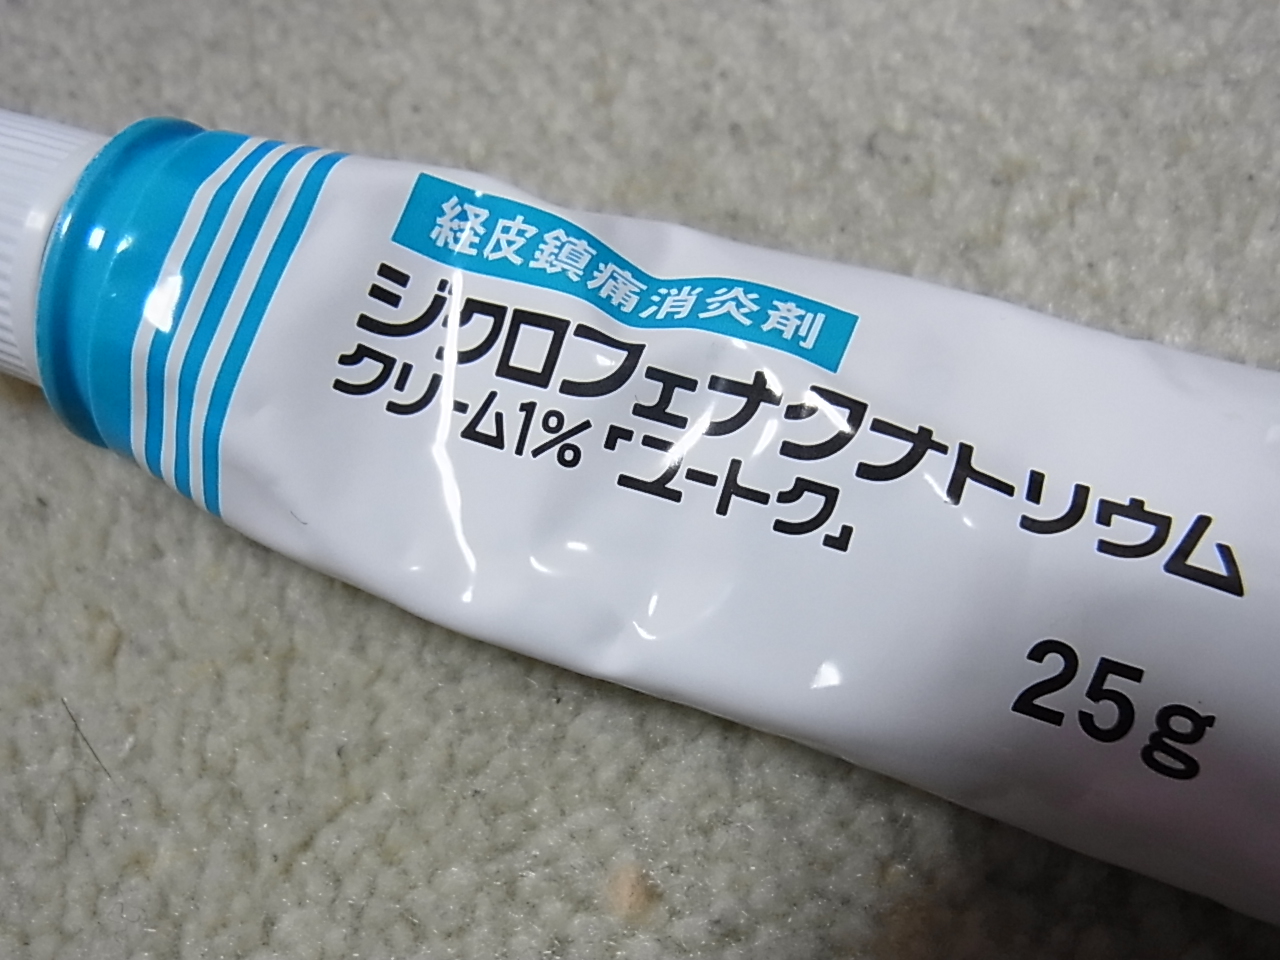 経皮鎮痛消炎剤
ジクロフェナクナトリウム
クリーム1%「ユートク」
25g